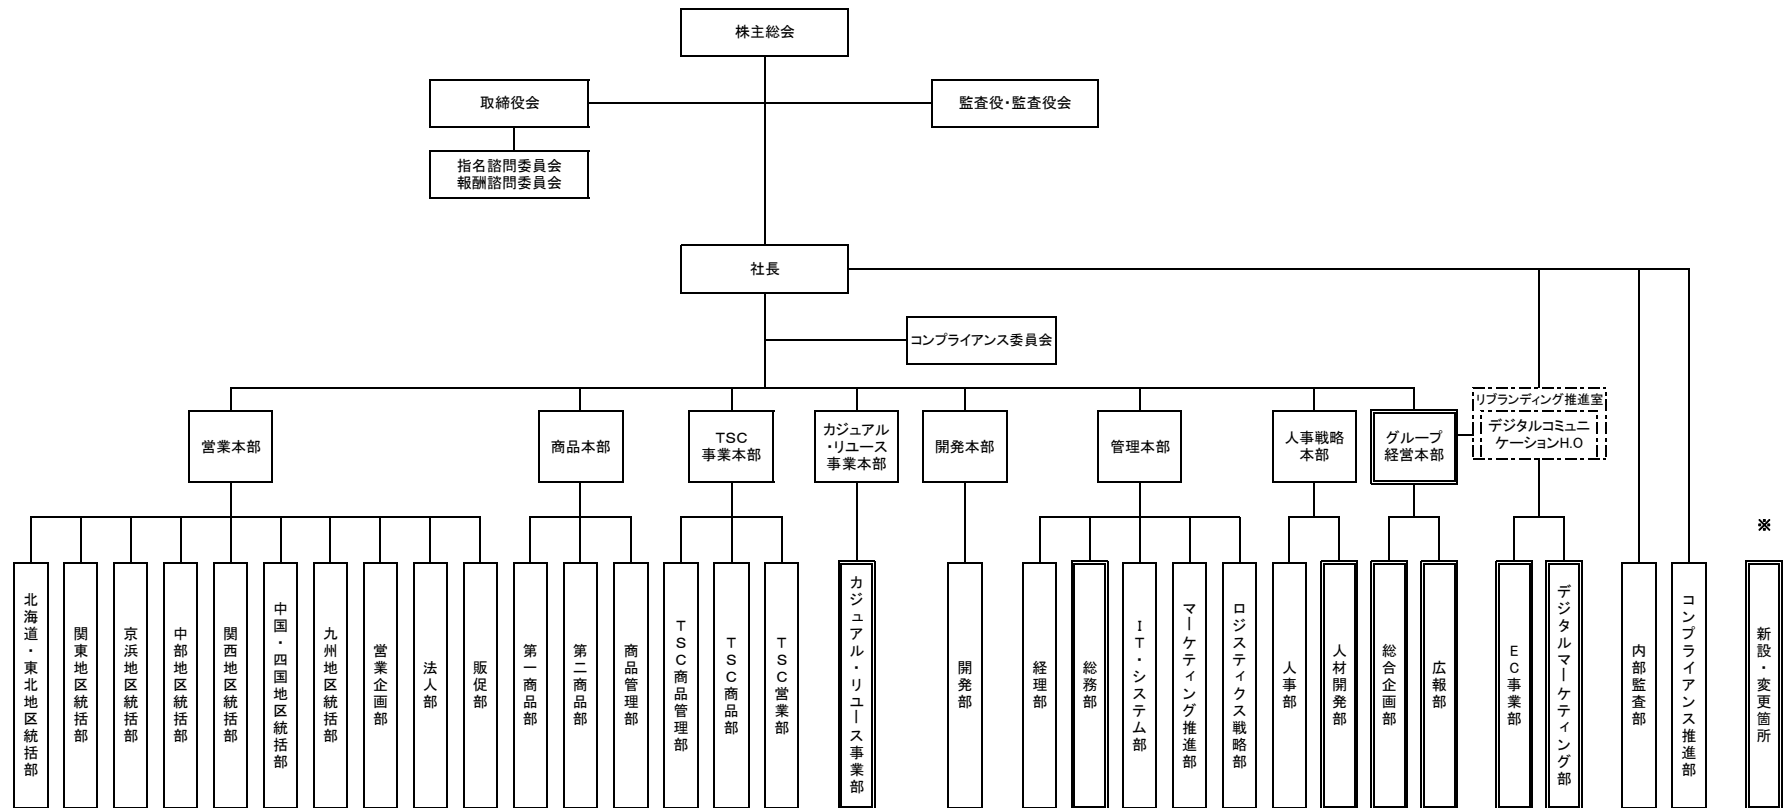 株主総会
取締役会
監査役・監査役会
指名諮問委員会
報酬諮問委員会
社長
コンプライアンス委員会
営業本部
商品本部
TSC
事業本部
カジュアル
・リユース
事業本部
開発本部
管理本部
人事戦略
本部
グループ
経営本部
リブランディング推進室
デジタルコミュニ
ケーションH.O
※
北海道・東北地区統括部
関東地区統括部
京浜地区統括部
中部地区統括部
関西地区統括部
中国・四国地区統括部
九州地区統括部
営業企画部
法人部
販促部
第一商品部
第二商品部
商品管理部
TSC商品管理部
TSC商品部
TSC営業部
カジュアル・リユース事業部
開発部
経理部
総務部
IT・システム部
マーケティング推進部
ロジスティクス戦略部
人事部
人材開発部
総合企画部
広報部
EC事業部
デジタルマーケティング部
内部監査部
コンプライアンス推進部
新設・変更箇所